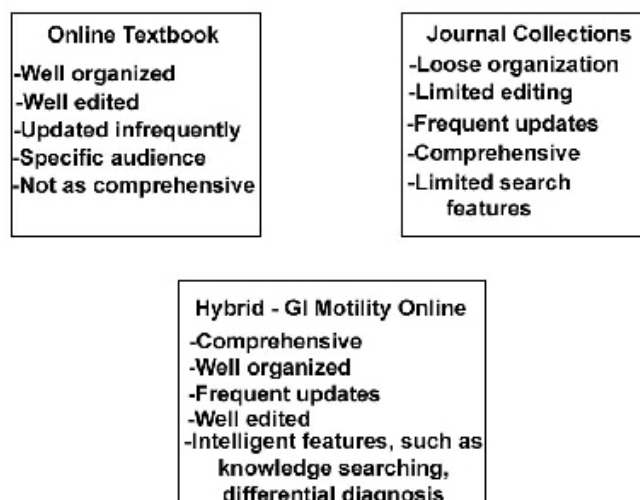 Online Textbook
-Well organized
-Well edited
-Updated infrequently
-Specific audience
-Not as comprehensive
Journal Collections
-Loose organization
-Limited editing
-Frequent updates
-Comprehensive
-Limited search
features
Hybrid - GI Motility Online
-Comprehensive
-Well organized
-Frequent updates
-Well edited
-Intelligent features, such as
knowledge searching,
differential diagnosis